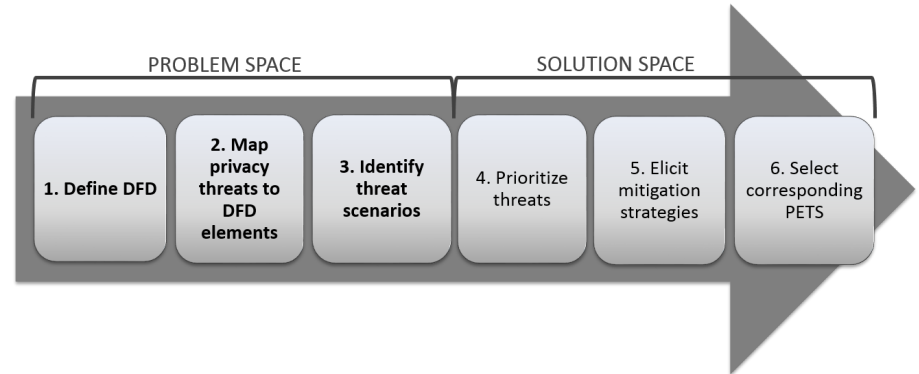 PROBLEM SPACE
SOLUTION SPACE
1. Define DFD
2. Map
privacy
threats to
DFD
elements
3. Identify
threat
scenarios
4. Prioritize
threats
5. Elicit
mitigation
strategies
6. Select
corresponding
PETS